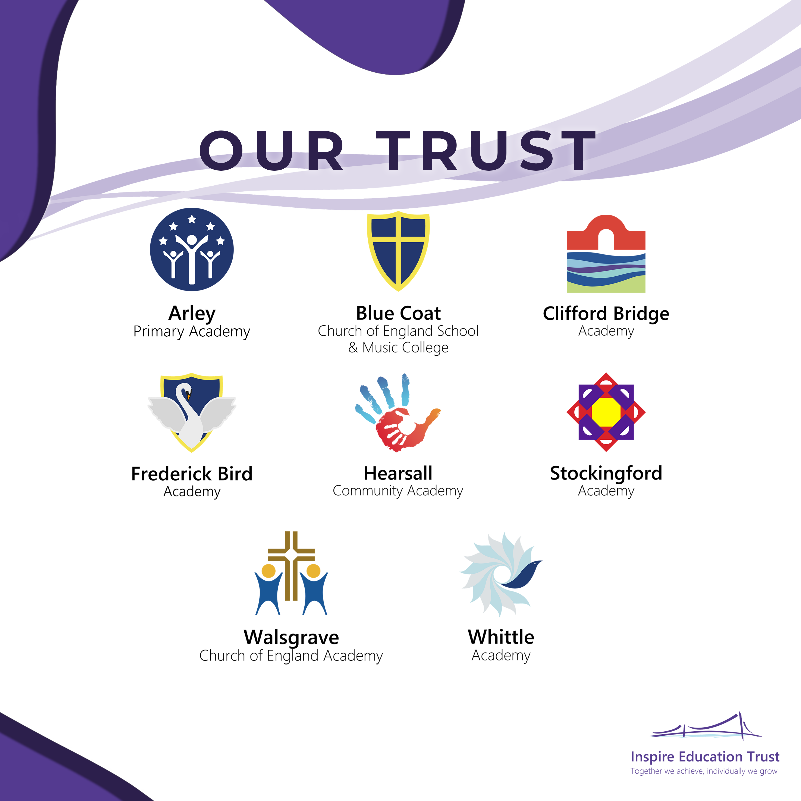 OUR TRUST
Arley
Primary Academy
Blue Coat
Church of England School
& Music College
Clifford Bridge
Academy
Frederick Bird
Academy
Hearsall
Community Academy
Stockingford
Academy
Walsgrave
Church of England Academy
Whittle
Academy
Inspire Education Trust
Together we achieve, individually we grow